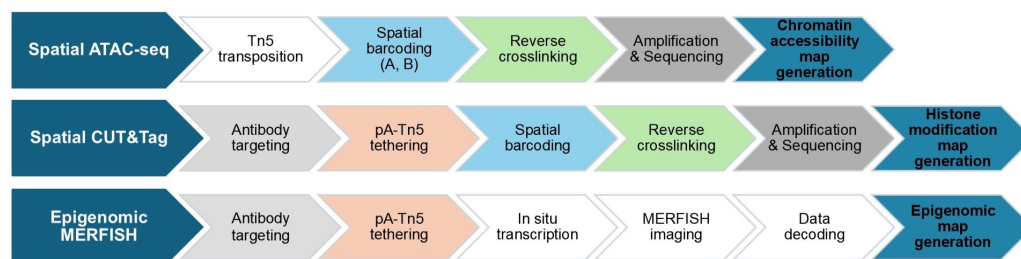 Spatial ATAC-seq
Tn5
transposition
Spatial
barcoding
(A, B)
Reverse
crosslinking
Amplification
& Sequencing
Chromatin
accessibility
map
generation
Spatial CUT&Tag
Antibody
targeting
pA-Tn5
tethering
Spatial
barcoding
Reverse
crosslinking
Amplification
& Sequencing
Histone
modification
map
generation
Epigenomic
MERFISH
Antibody
targeting
pA-Tn5
tethering
In situ
transcription
MERFISH
imaging
Data
decoding
Epigenomic
map
generation